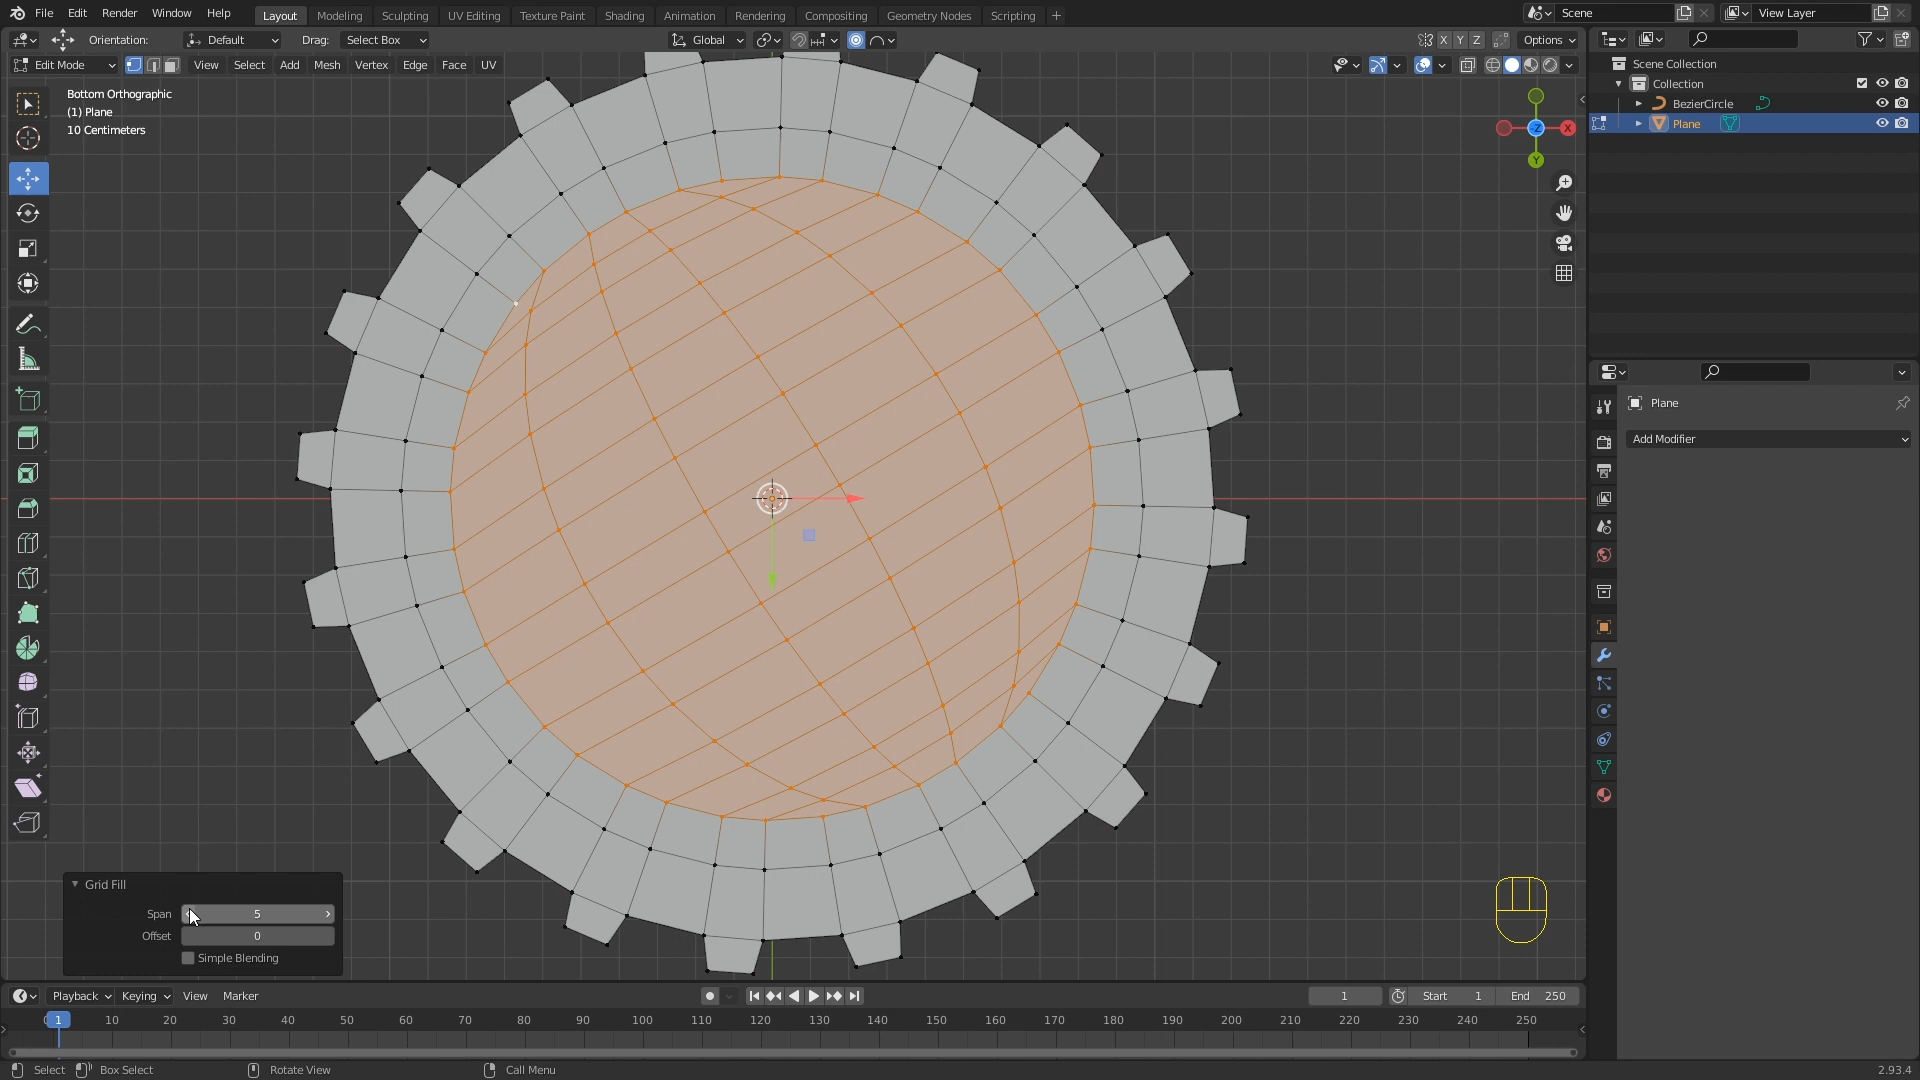 File Edit Render Window Help Layout Modeling Sculpting UV Editing Texture Paint Shading Animation Rendering Compositing Geometry Nodes Scripting + Scene View Layer
Orientation: Default Drag: Select Box Global X Y Z Options
Edit Mode View Select Add Mesh Vertex Edge Face UV
Scene Collection
Collection
BezierCircle
Plane
Bottom Orthographic
(1) Plane
10 Centimeters
Z X
Y
Plane
Add Modifier
Grid Fill
Span 5
Offset 0
Simple Blending
Playback Keying View Marker 1 Start 1 End 250
1 10 20 30 40 50 60 70 80 90 100 110 120 130 140 150 160 170 180 190 200 210 220 230 240 250
Select Box Select Rotate View Call Menu 2.93.4